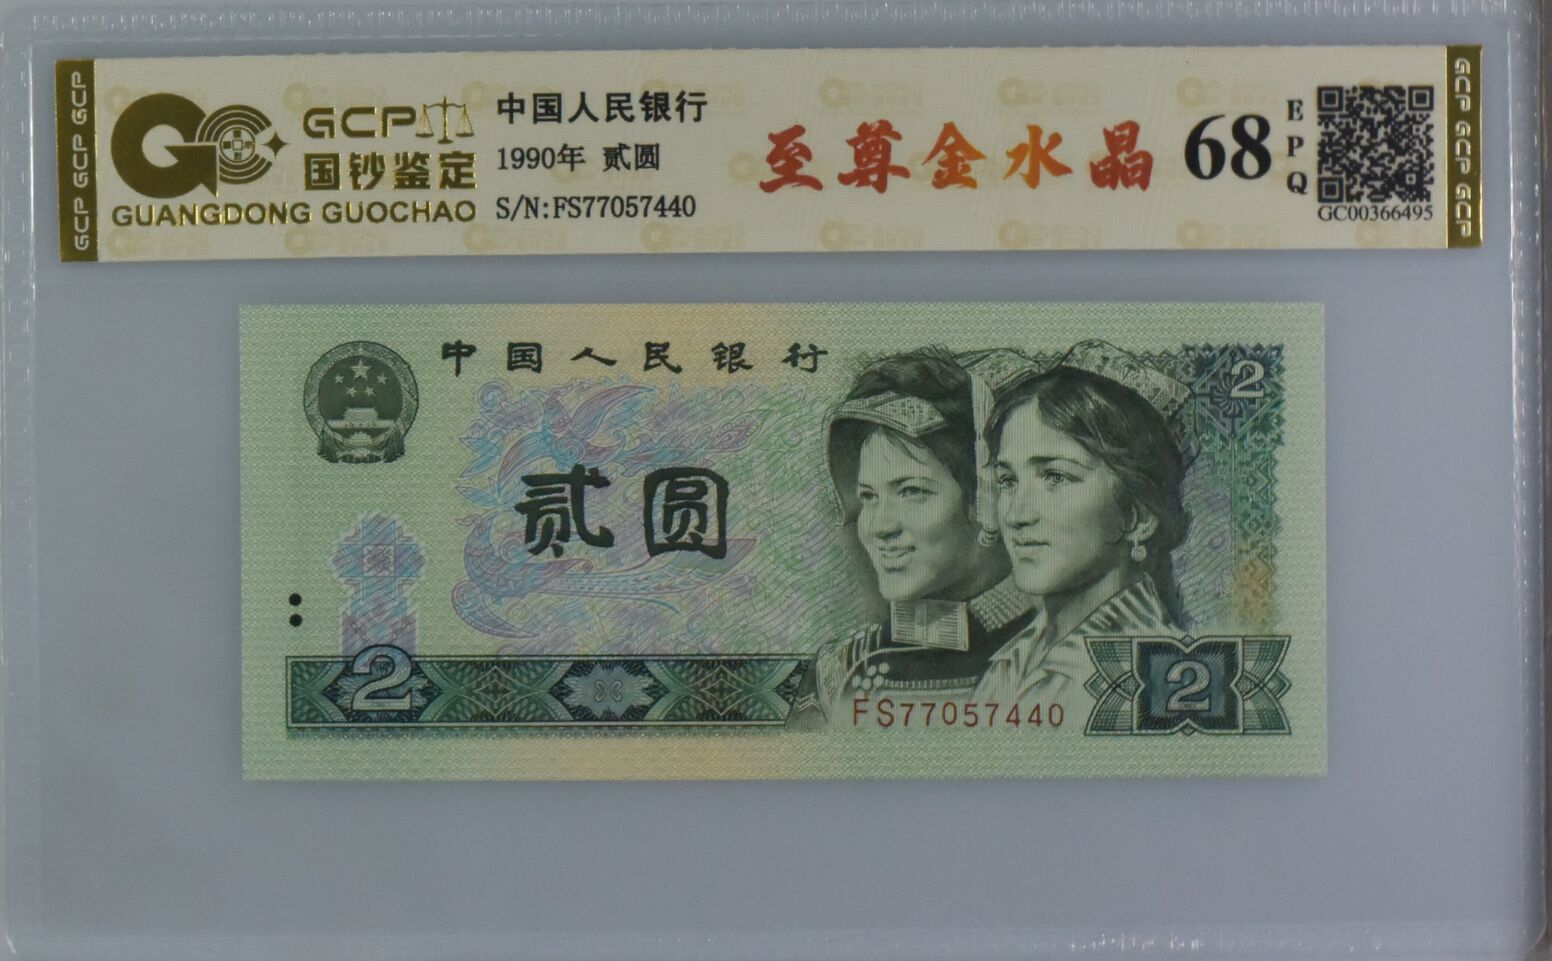 GCP GCP GCP
GCP
国钞鉴定
GUANGDONG GUOCHAO
中国人民银行
1990年 贰圆
S/N:FS77057440
至尊金水晶
68
EPQ
GC00366495
GCP GCP GCP
中国人民银行
2
贰圆
2
FS77057440
2